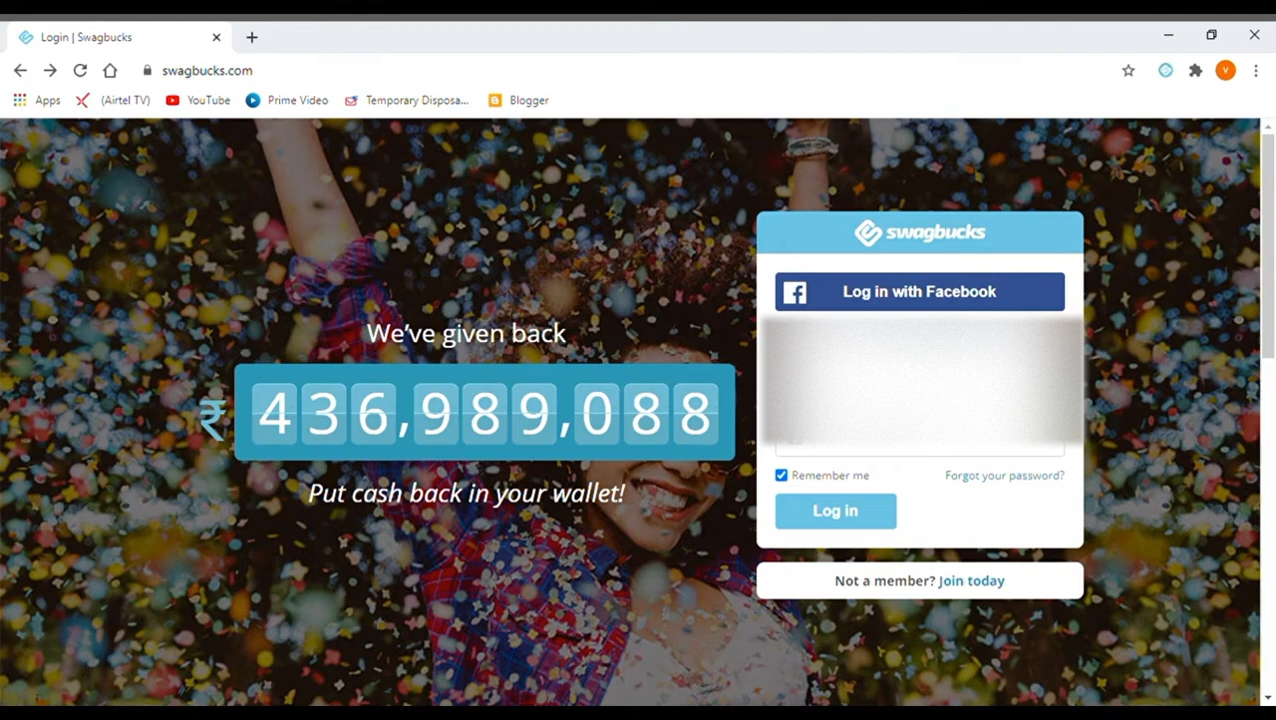 Login | Swagbucks
swagbucks.com
V
Apps (Airtel TV) YouTube Prime Video Temporary Disposa... Blogger
swagbucks
Log in with Facebook
We've given back
₹ 436,989,088
Put cash back in your wallet!
Remember me Forgot your password?
Log in
Not a member? Join today